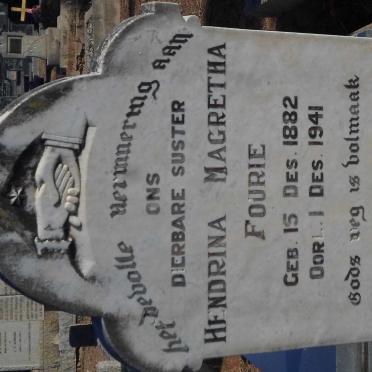 Liefdevolle herinnering aan
ONS
DIERBARE SUSTER
HENDRINA MAGRETHA
FOURIE
GEB. 15 DES. 1882
OORL. 1 DES. 1941
Gods weg is volmaak